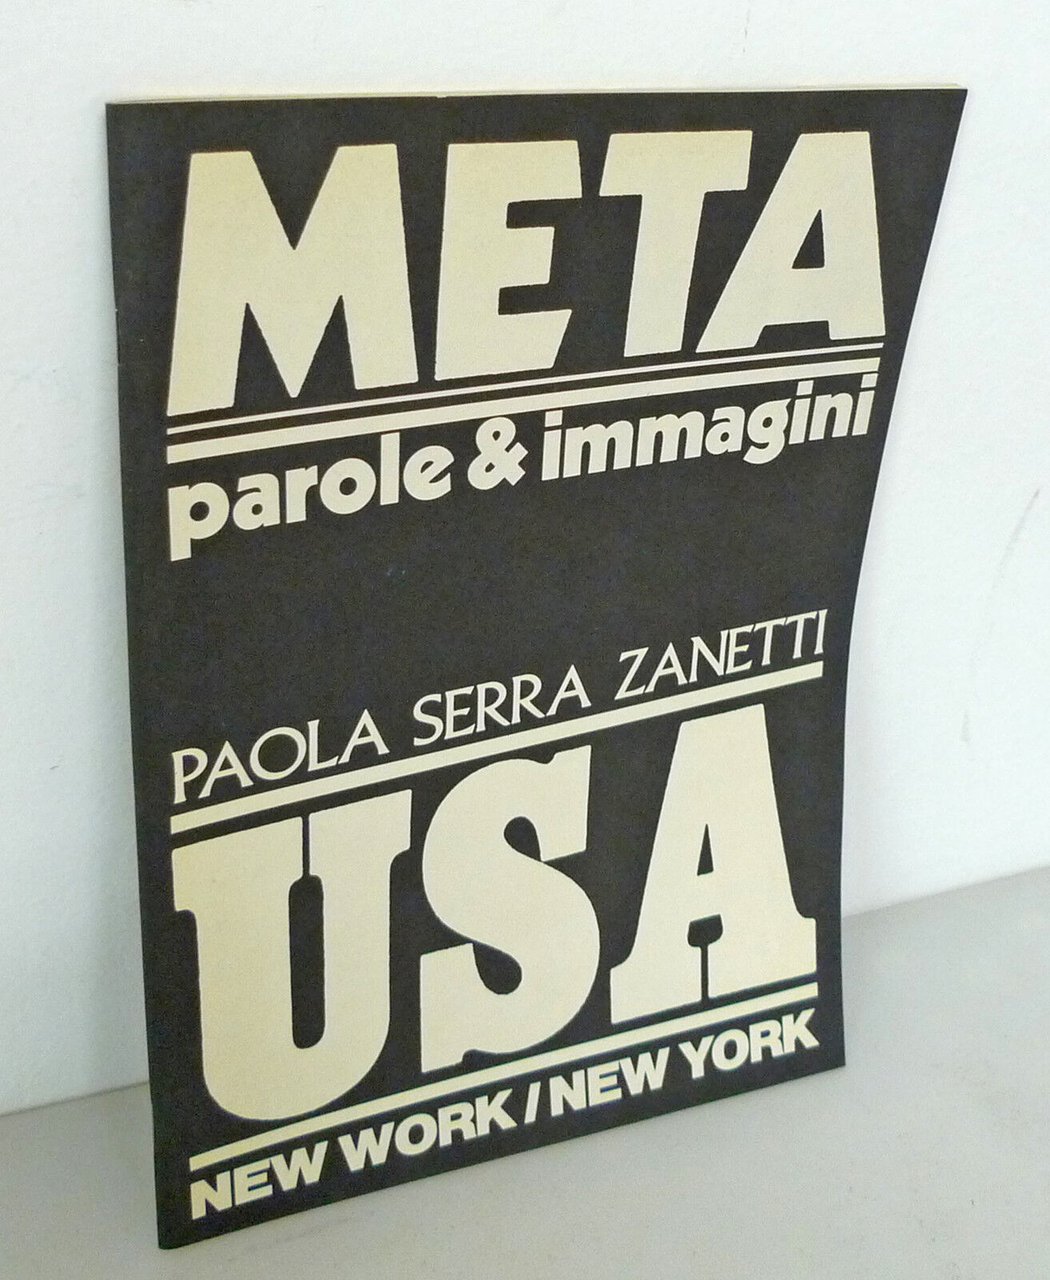 META
parole & immagini
PAOLA SERRA ZANETTI
USA
NEW WORK / NEW YORK